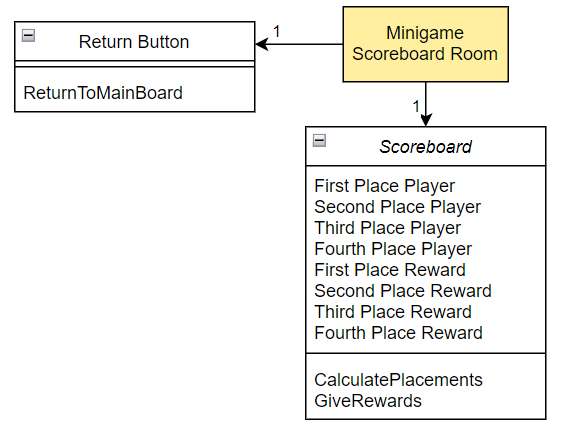 Return Button
ReturnToMainBoard
1
Minigame
Scoreboard Room
1
Scoreboard
First Place Player
Second Place Player
Third Place Player
Fourth Place Player
First Place Reward
Second Place Reward
Third Place Reward
Fourth Place Reward
CalculatePlacements
GiveRewards